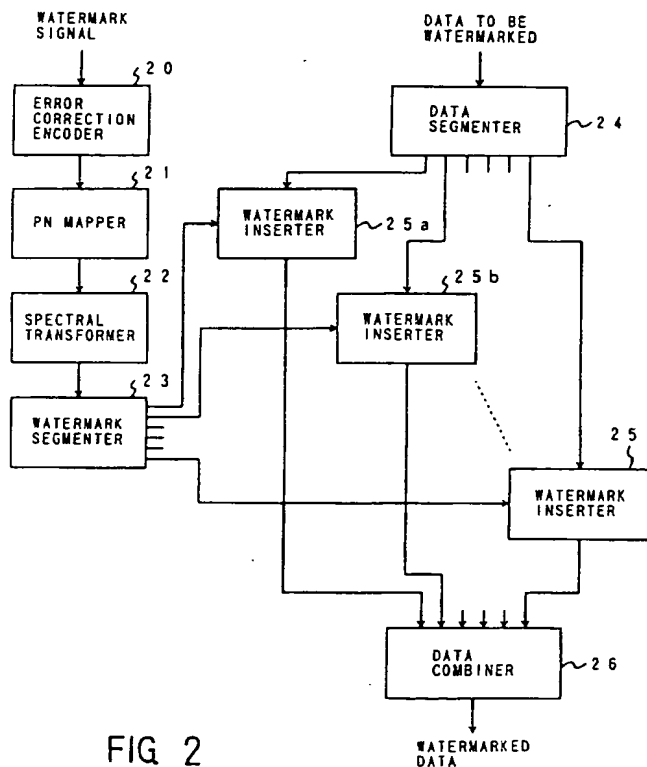 WATERMARK
SIGNAL
20
ERROR
CORRECTION
ENCODER
21
PN MAPPER
22
SPECTRAL
TRANSFORMER
23
WATERMARK
SEGMENTER
DATA TO BE
WATERMARKED
DATA
SEGMENTER
24
WATERMARK
INSERTER
25a
25b
WATERMARK
INSERTER
25
WATERMARK
INSERTER
DATA
COMBINER
26
WATERMARKED
DATA
FIG 2